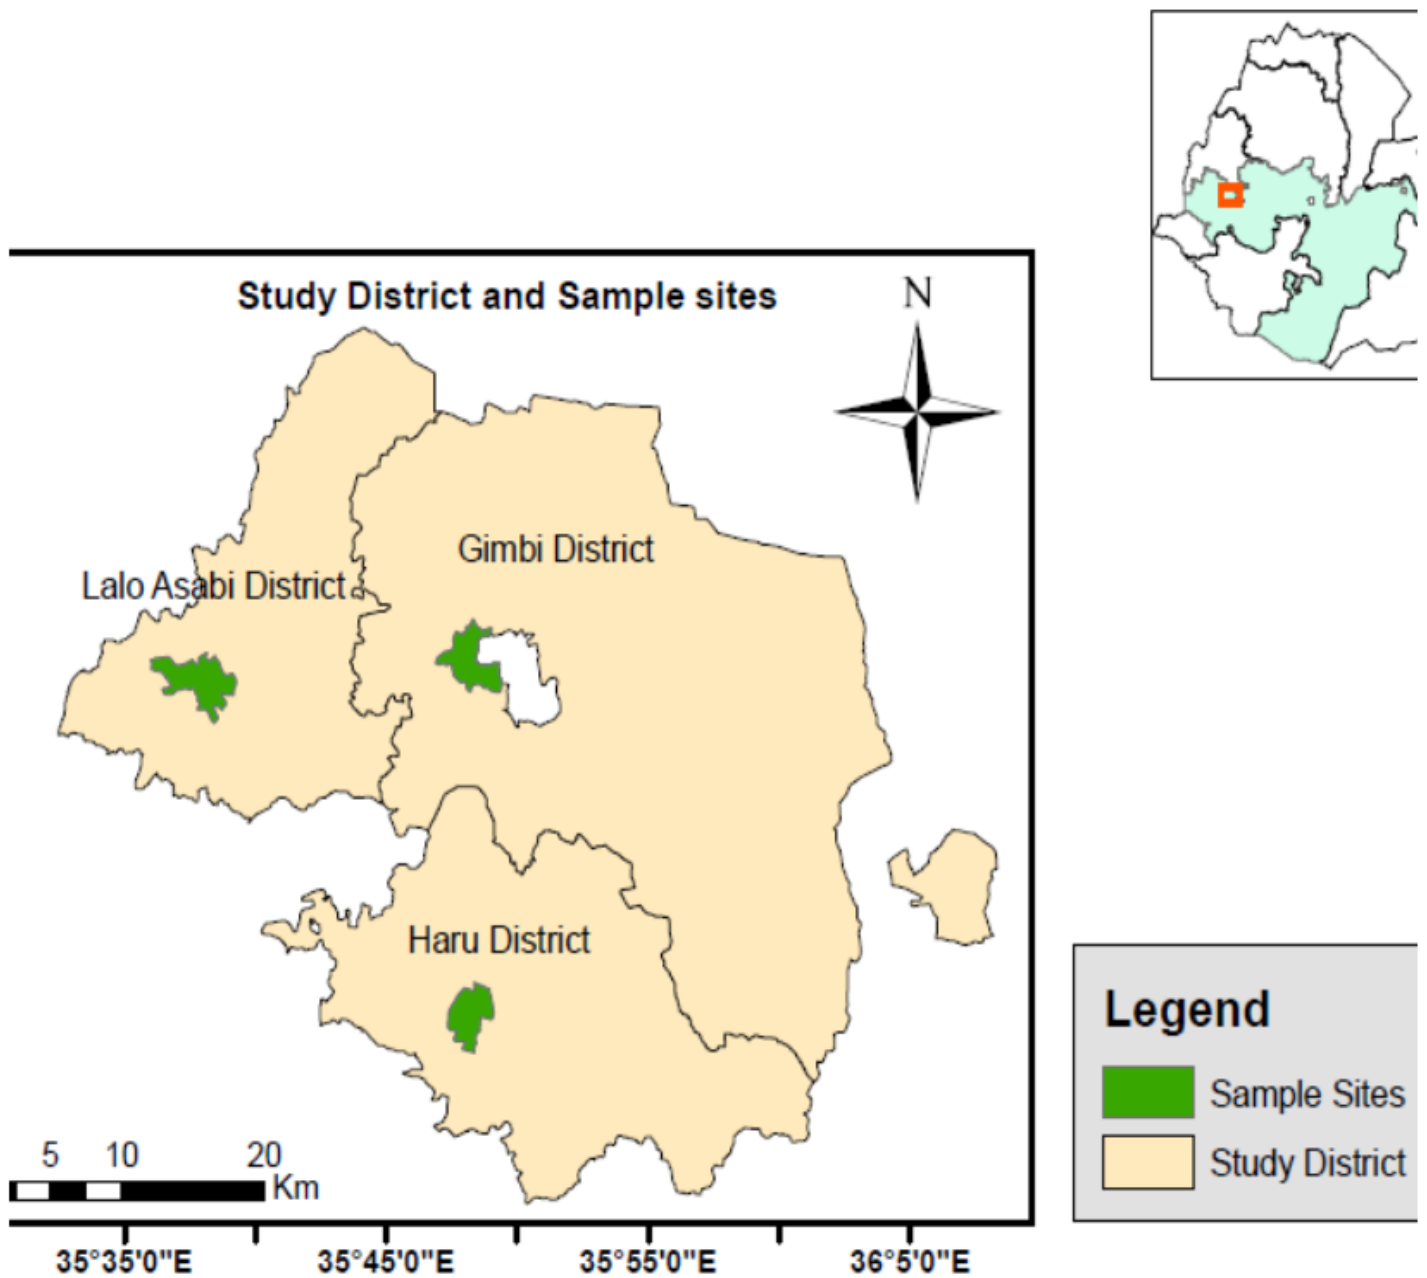 Study District and Sample sites
N
Gimbi District
Lalo Asabi District
Haru District
Legend
Sample Sites
Study District
5 10 20
Km
35°35'0"E 35°45'0"E 35°55'0"E 36°5'0"E